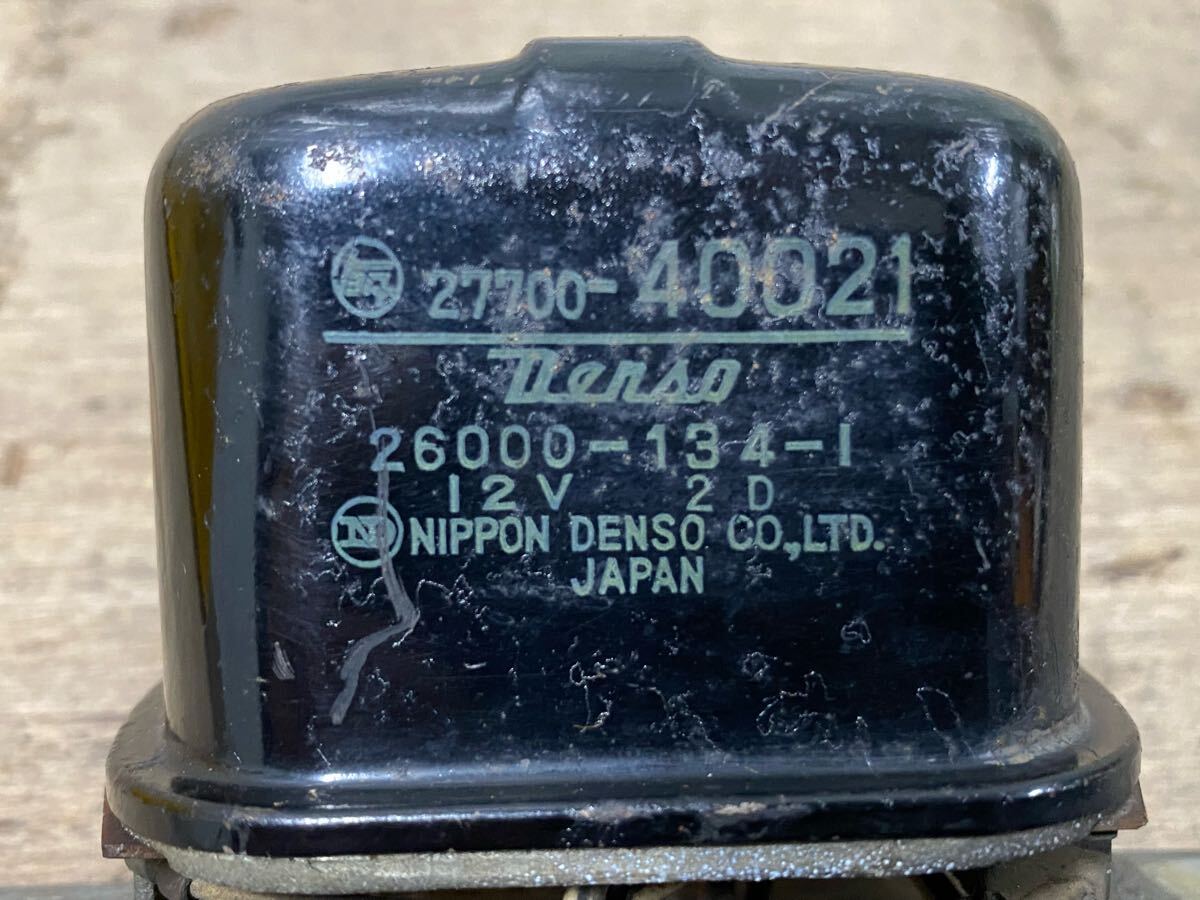 27700-40021
Denso
26000-134-1
12V 2D
N NIPPON DENSO CO.,LTD.
JAPAN